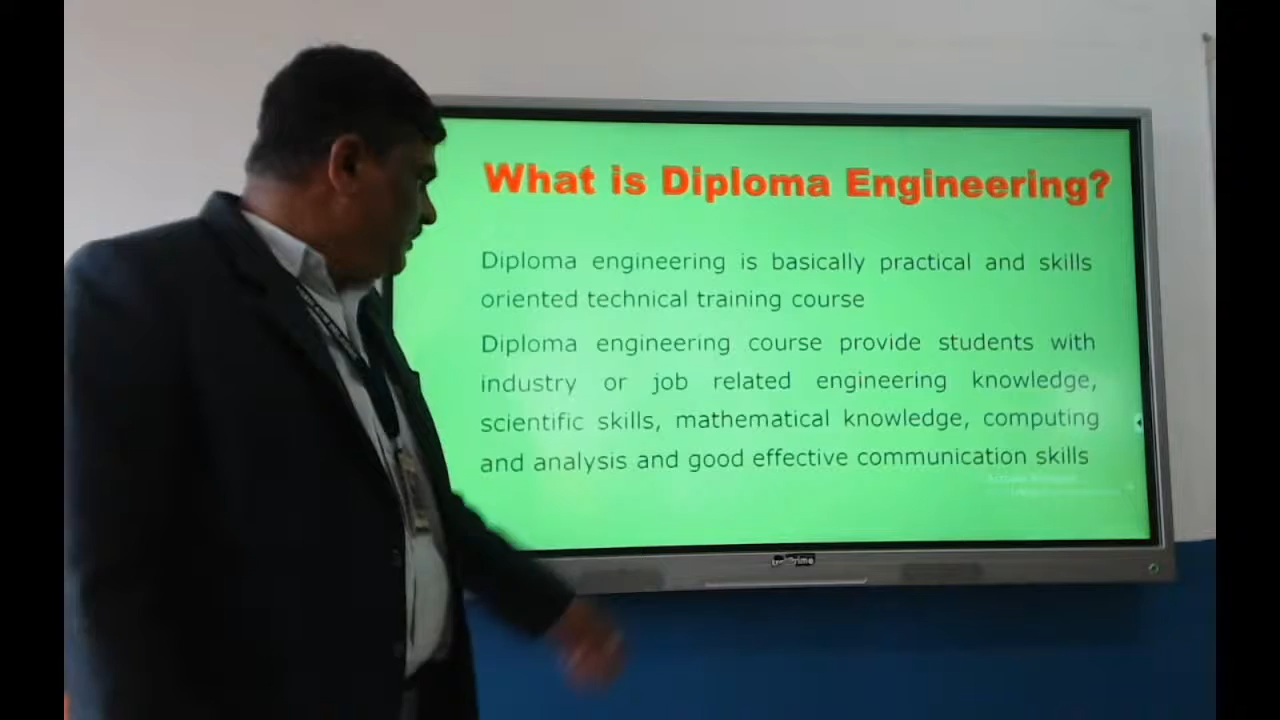 What is Diploma Engineering?
Diploma engineering is basically practical and skills
oriented technical training course
Diploma engineering course provide students with
industry or job related engineering knowledge,
scientific skills, mathematical knowledge, computing
and analysis and good effective communication skills